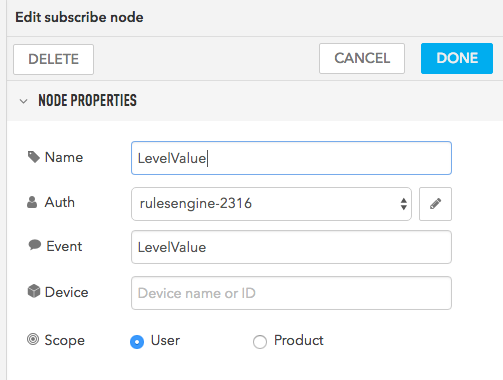 Edit subscribe node
DELETE
CANCEL
DONE
NODE PROPERTIES
Name
LevelValue
Auth
rulesengine-2316
Event
LevelValue
Device
Device name or ID
Scope
User
Product